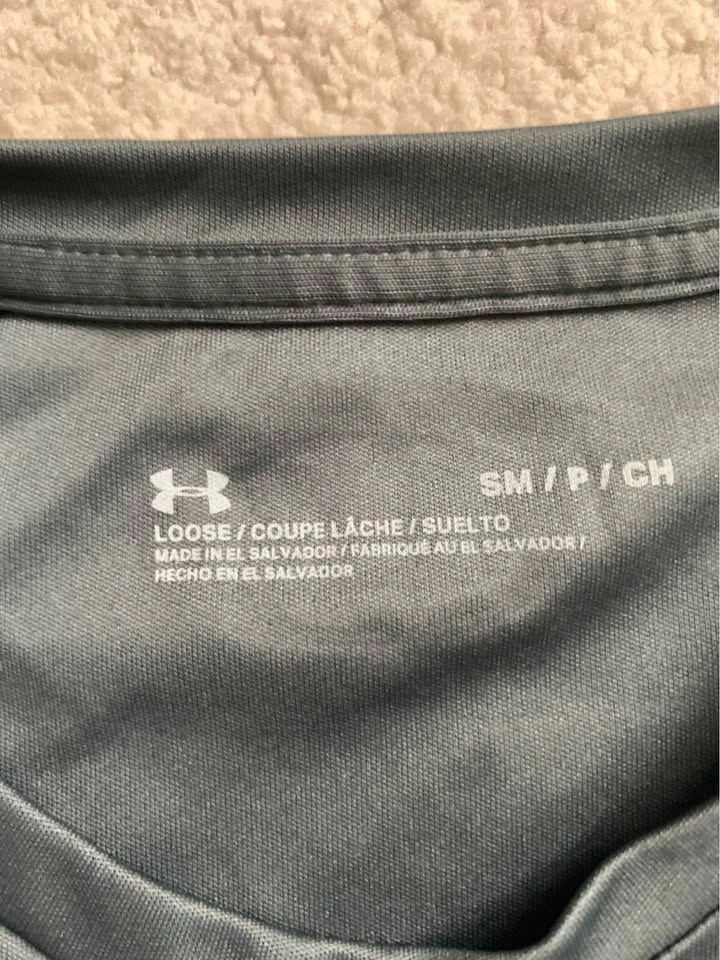 SM / P / CH
LOOSE / COUPE LÂCHE / SUELTO
MADE IN EL SALVADOR / FABRIQUÉ AU EL SALVADOR /
HECHO EN EL SALVADOR